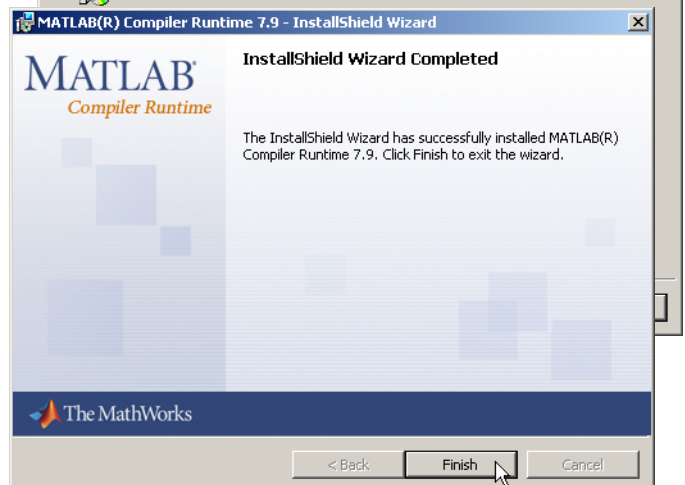 MATLAB(R) Compiler Runtime 7.9 - InstallShield Wizard
MATLAB®
Compiler Runtime
InstallShield Wizard Completed
The InstallShield Wizard has successfully installed MATLAB(R)
Compiler Runtime 7.9. Click Finish to exit the wizard.
The MathWorks
< Back
Finish
Cancel